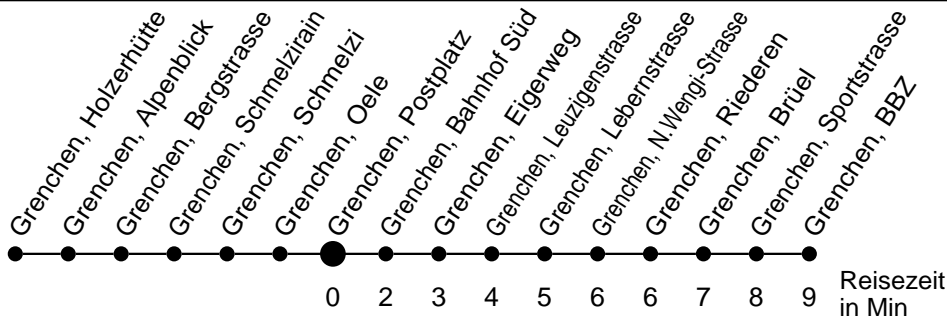 Grenchen, Holzerhütte
Grenchen, Alpenblick
Grenchen, Bergstrasse
Grenchen, Schmelzirain
Grenchen, Schmelzi
Grenchen, Oele
Grenchen, Postplatz
Grenchen, Bahnhof Süd
Grenchen, Eigerweg
Grenchen, Leuzigenstrasse
Grenchen, Lebernstrasse
Grenchen, N.Wengi-Strasse
Grenchen, Riederen
Grenchen, Brüel
Grenchen, Sportstrasse
Grenchen, BBZ
0 2 3 4 5 6 6 7 8 9 Reisezeit
in Min